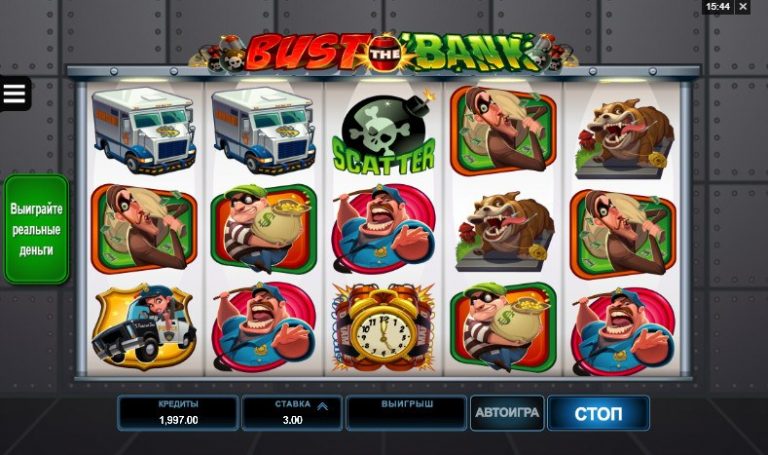 15:44
BUST THE BANK
SCATTER
Выиграйте
реальные
деньги
КРЕДИТЫ
1,997.00
СТАВКА
3.00
ВЫИГРЫШ
АВТОИГРА
СТОП